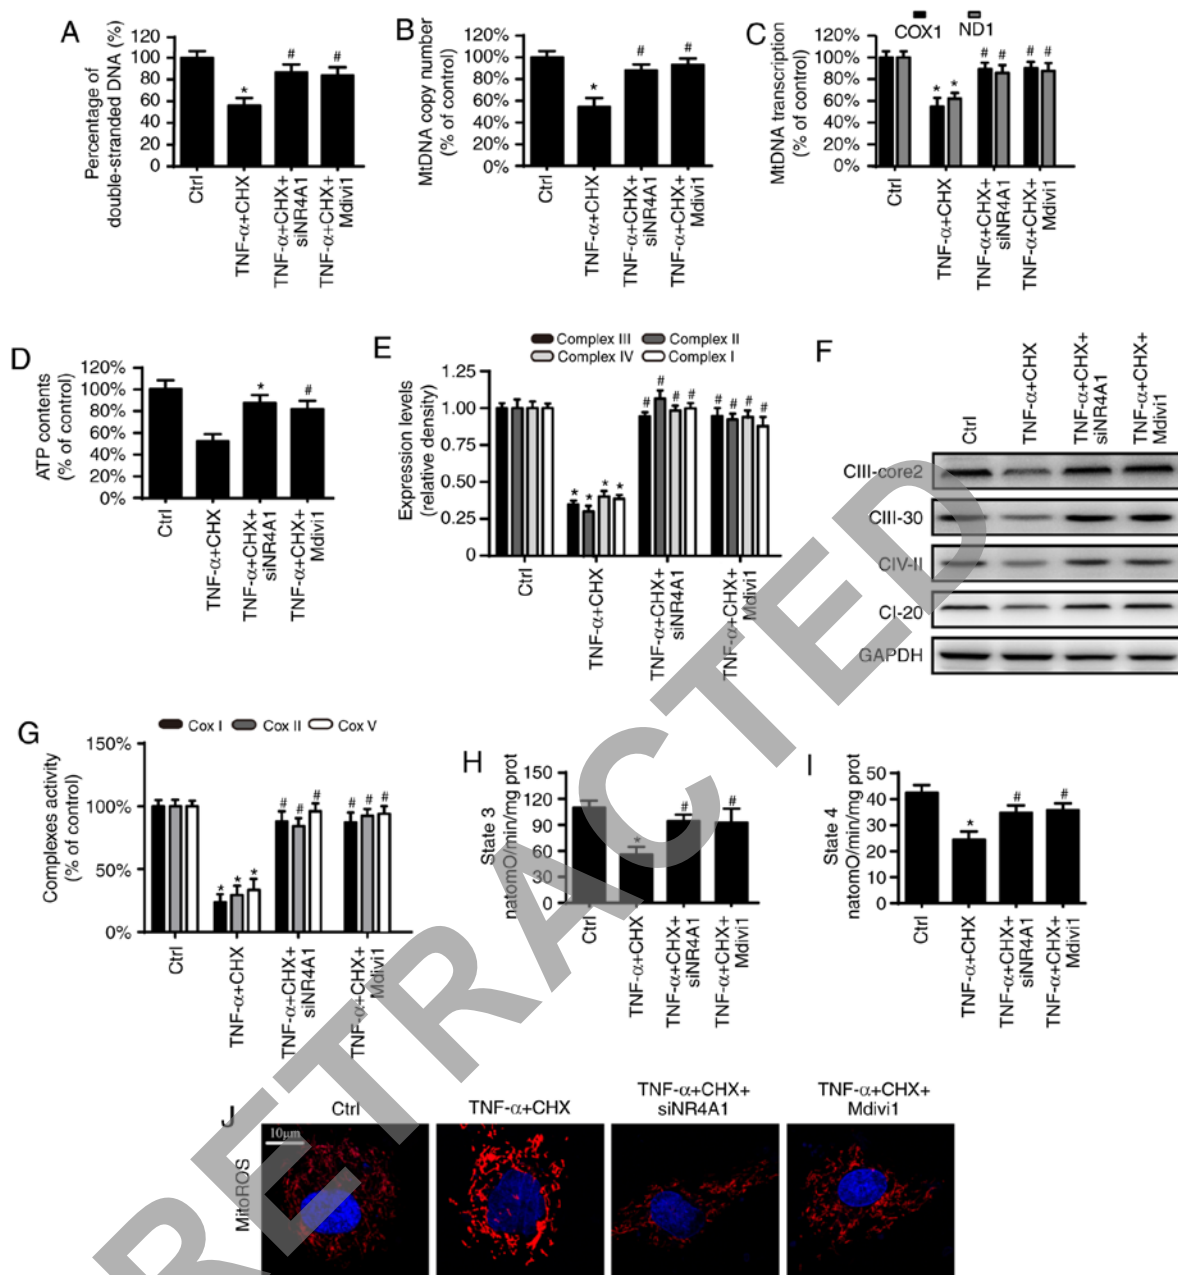 A
Percentage of
double-stranded DNA (%)
120
100
80
60
40
20
0
*
#
#
Ctrl
TNF-α+CHX
TNF-α+CHX+
siNR4A1
TNF-α+CHX+
Mdivi1
B
MtDNA copy number
(% of control)
120%
100%
80%
60%
40%
20%
0%
*
#
#
Ctrl
TNF-α+CHX
TNF-α+CHX+
siNR4A1
TNF-α+CHX+
Mdivi1
C
COX1 ND1
MtDNA transcription
(% of control)
120%
100%
80%
60%
40%
20%
0%
* *
# #
# #
Ctrl
TNF-α+CHX
TNF-α+CHX+
siNR4A1
TNF-α+CHX+
Mdivi1
D
ATP contents
(% of control)
120%
100%
80%
60%
40%
20%
0%
*
#
Ctrl
TNF-α+CHX
TNF-α+CHX+
siNR4A1
TNF-α+CHX+
Mdivi1
E
Complex III Complex II
Complex IV Complex I
Expression levels
(relative density)
1.25
1.00
0.75
0.50
0.25
0
* * * *
# # # #
# # # #
Ctrl
TNF-α+CHX
TNF-α+CHX+
siNR4A1
TNF-α+CHX+
Mdivi1
F
Ctrl
TNF-α+CHX
TNF-α+CHX+
siNR4A1
TNF-α+CHX+
Mdivi1
CIII-core2
CIII-30
CIV-II
CI-20
GAPDH
G
Cox I Cox II Cox V
Complexes activity
(% of control)
150%
100%
50%
0%
* * *
# # #
# # #
Ctrl
TNF-α+CHX
TNF-α+CHX+
siNR4A1
TNF-α+CHX+
Mdivi1
H
State 3
natomO/min/mg prot
150
120
90
60
30
0
*
#
#
Ctrl
TNF-α+CHX
TNF-α+CHX+
siNR4A1
TNF-α+CHX+
Mdivi1
I
State 4
natomO/min/mg prot
50
40
30
20
10
0
*
#
#
Ctrl
TNF-α+CHX
TNF-α+CHX+
siNR4A1
TNF-α+CHX+
Mdivi1
J
Ctrl
TNF-α+CHX
TNF-α+CHX+
siNR4A1
TNF-α+CHX+
Mdivi1
MitoROS
10μm
RETRACTED